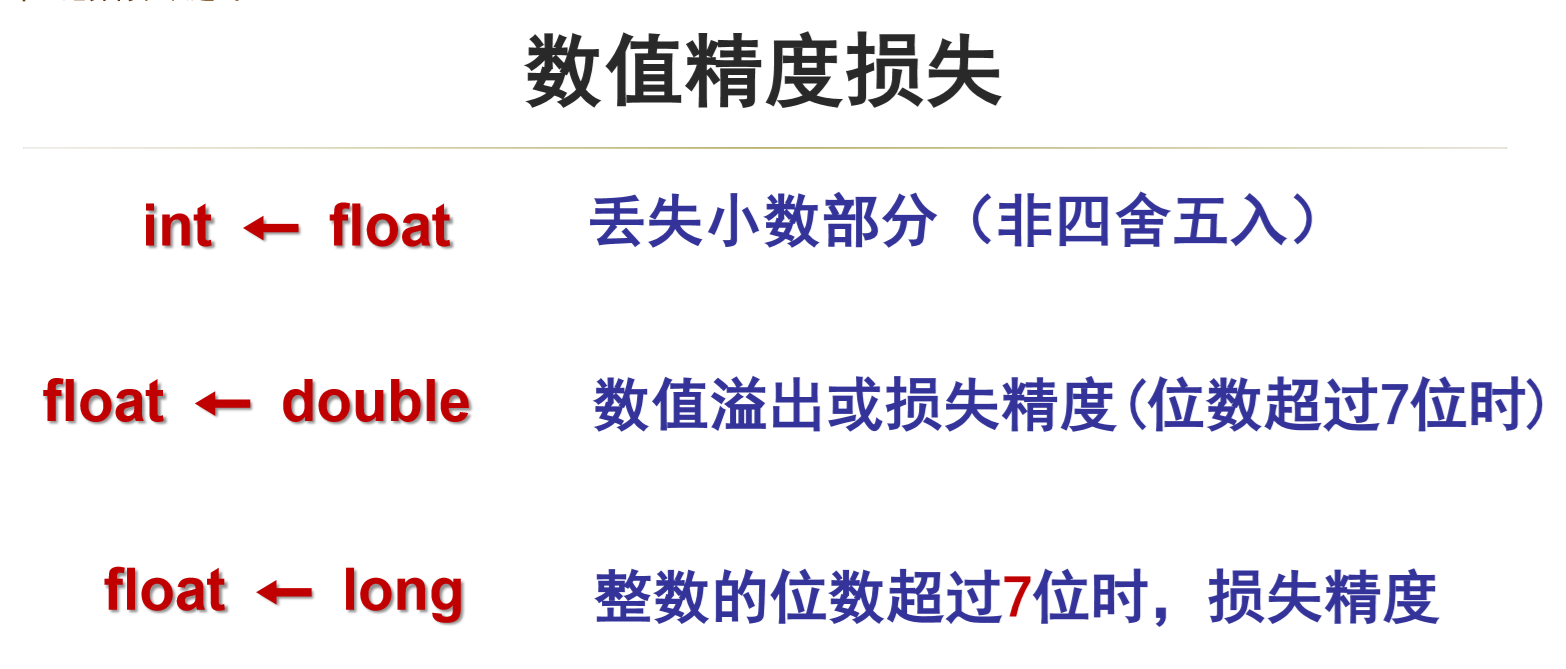 数值精度损失
int ← float 丢失小数部分（非四舍五入）
float ← double 数值溢出或损失精度(位数超过7位时)
float ← long 整数的位数超过7位时，损失精度